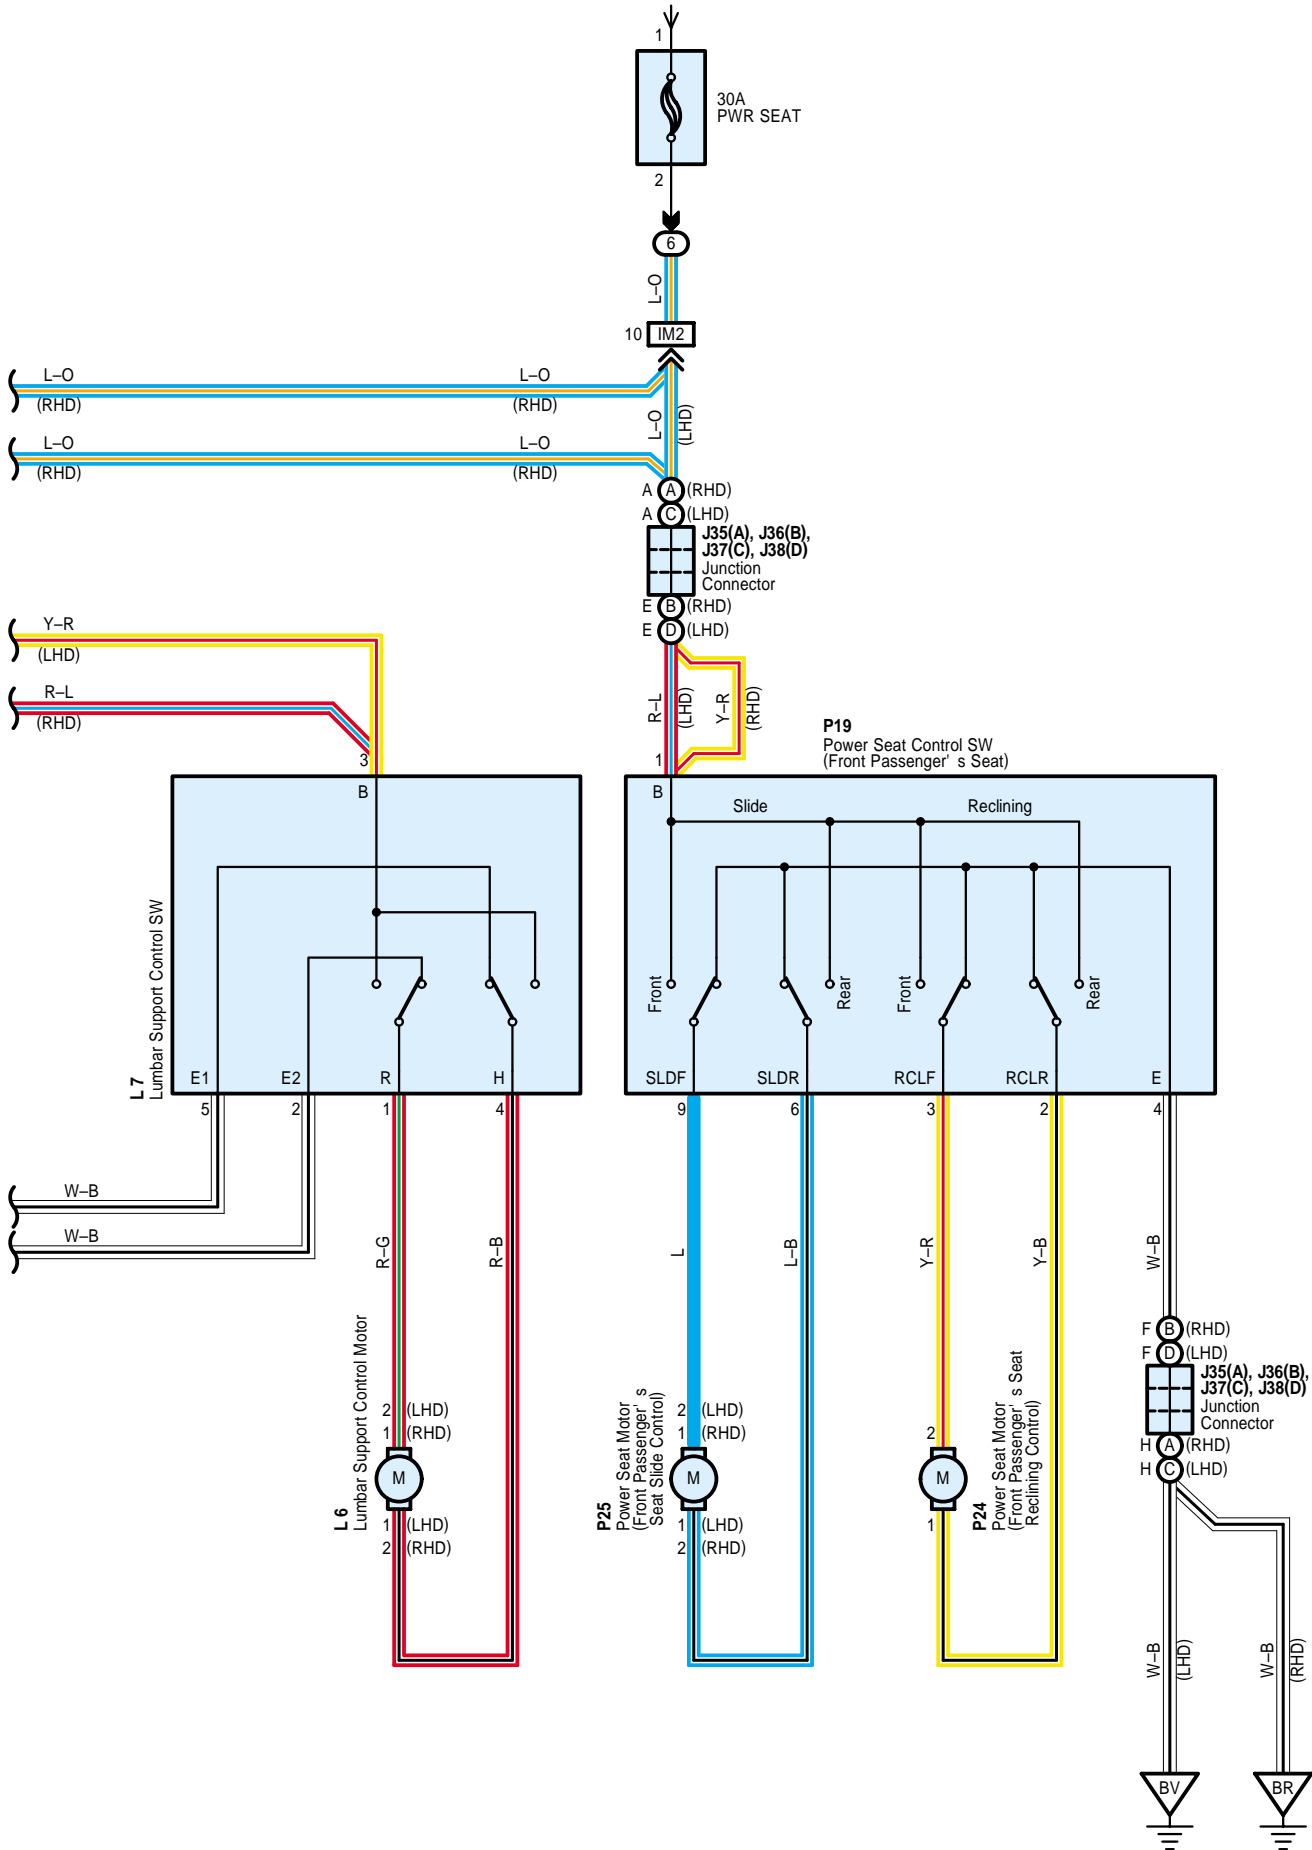 1
30A
PWR SEAT
2
6
L–O
10
IM2
L–O
(RHD)
L–O
(RHD)
L–O
(LHD)
L–O
(RHD)
L–O
(RHD)
A A (RHD)
A C (LHD)
J35(A), J36(B),
J37(C), J38(D)
Junction
Connector
E B (RHD)
E D (LHD)
Y–R
(LHD)
R–L
(RHD)
R–L
(LHD)
Y–R
(RHD)
P19
Power Seat Control SW
(Front Passenger' s Seat)
3
1
B
B
Slide
Reclining
L 7
Lumbar Support Control SW
Front
Rear
Front
Rear
E1
E2
R
H
SLDF
SLDR
RCLF
RCLR
E
5
2
1
4
9
6
3
2
4
W–B
W–B
R–G
R–B
L
L–B
Y–R
Y–B
W–B
F B (RHD)
F D (LHD)
J35(A), J36(B),
J37(C), J38(D)
Junction
Connector
H A (RHD)
H C (LHD)
2 (LHD)
1 (RHD)
M
1 (LHD)
2 (RHD)
L 6
Lumbar Support Control Motor
2 (LHD)
1 (RHD)
M
1 (LHD)
2 (RHD)
P25
Power Seat Motor
(Front Passenger' s
Seat Slide Control)
2
M
1
P24
Power Seat Motor
(Front Passenger' s Seat
Reclining Control)
W–B
(LHD)
W–B
(RHD)
BV
BR